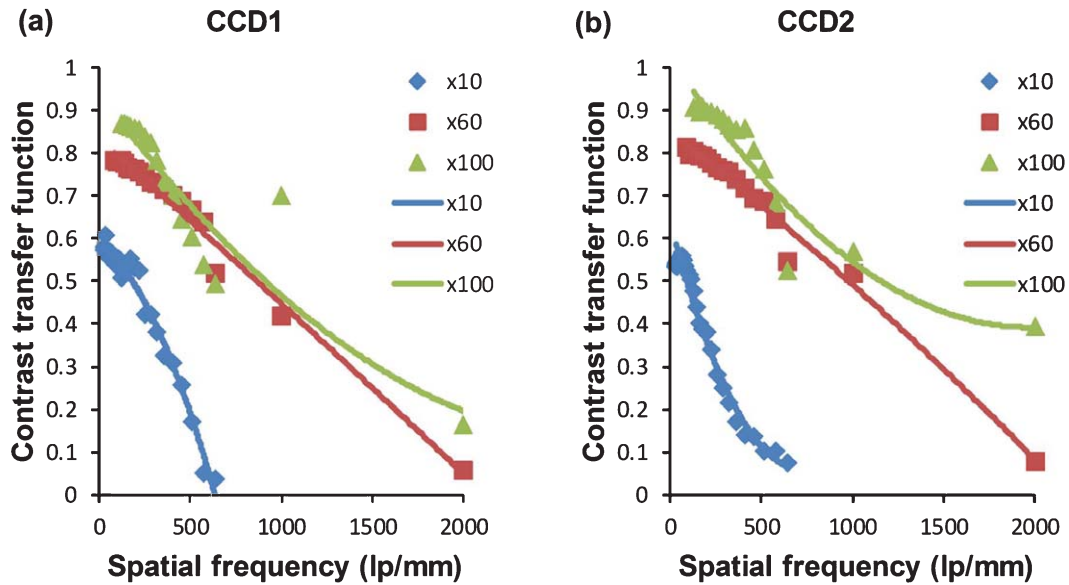 (a) CCD1
Contrast transfer function
1
0.9
0.8
0.7
0.6
0.5
0.4
0.3
0.2
0.1
0
0 500 1000 1500 2000
Spatial frequency (lp/mm)
x10
x60
x100
x10
x60
x100
(b) CCD2
Contrast transfer function
1
0.9
0.8
0.7
0.6
0.5
0.4
0.3
0.2
0.1
0
0 500 1000 1500 2000
Spatial frequency (lp/mm)
x10
x60
x100
x10
x60
x100